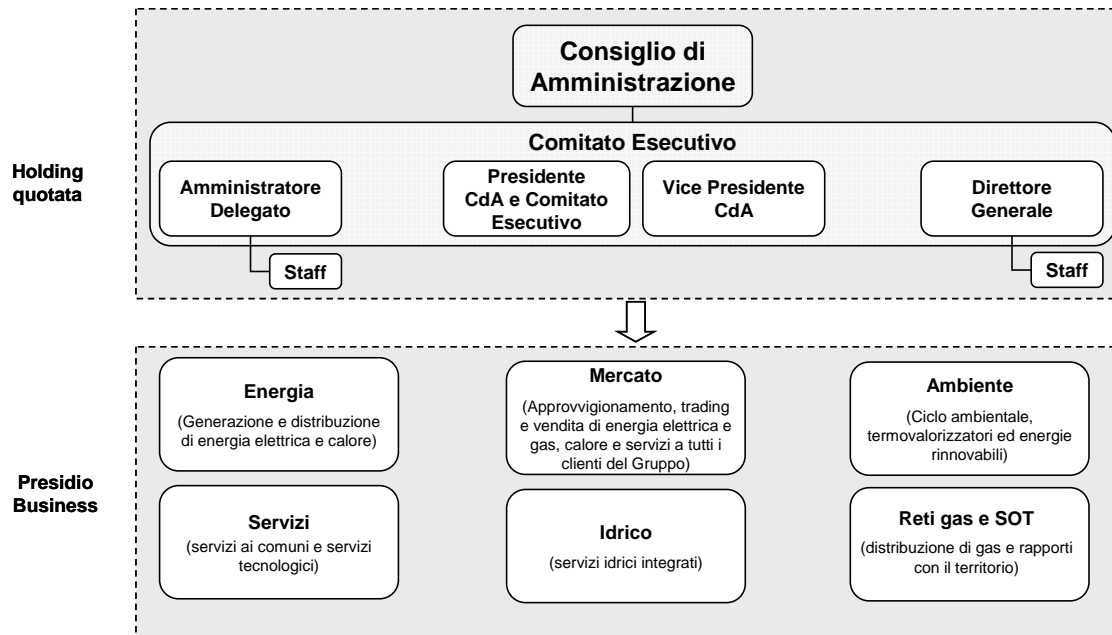 Consiglio di
Amministrazione
Holding
quotata
Comitato Esecutivo
Amministratore
Delegato
Presidente
CdA e Comitato
Esecutivo
Vice Presidente
CdA
Direttore
Generale
Staff
Staff
Presidio
Business
Energia
(Generazione e distribuzione
di energia elettrica e calore)
Mercato
(Approvvigionamento, trading
e vendita di energia elettrica e
gas, calore e servizi a tutti i
clienti del Gruppo)
Ambiente
(Ciclo ambientale,
termovalorizzatori ed energie
rinnovabili)
Servizi
(servizi ai comuni e servizi
tecnologici)
Idrico
(servizi idrici integrati)
Reti gas e SOT
(distribuzione di gas e rapporti
con il territorio)